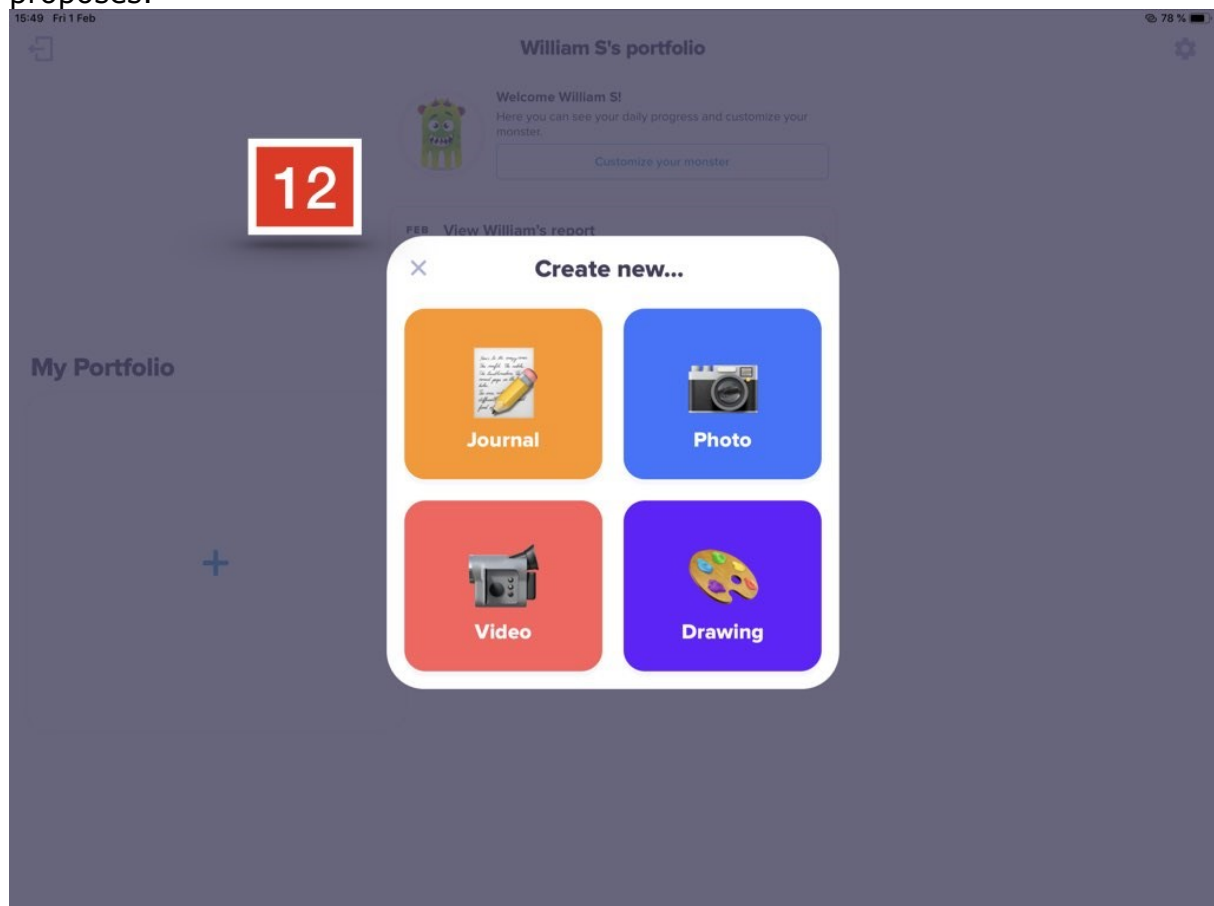 proposes.
15:49 Fri 1 Feb
78 %
William S's portfolio
Welcome William S!
Here you can see your daily progress and customize your
monster.
Customize your monster
12
FEB View William's report
Create new...
My Portfolio
Journal
Photo
Video
Drawing